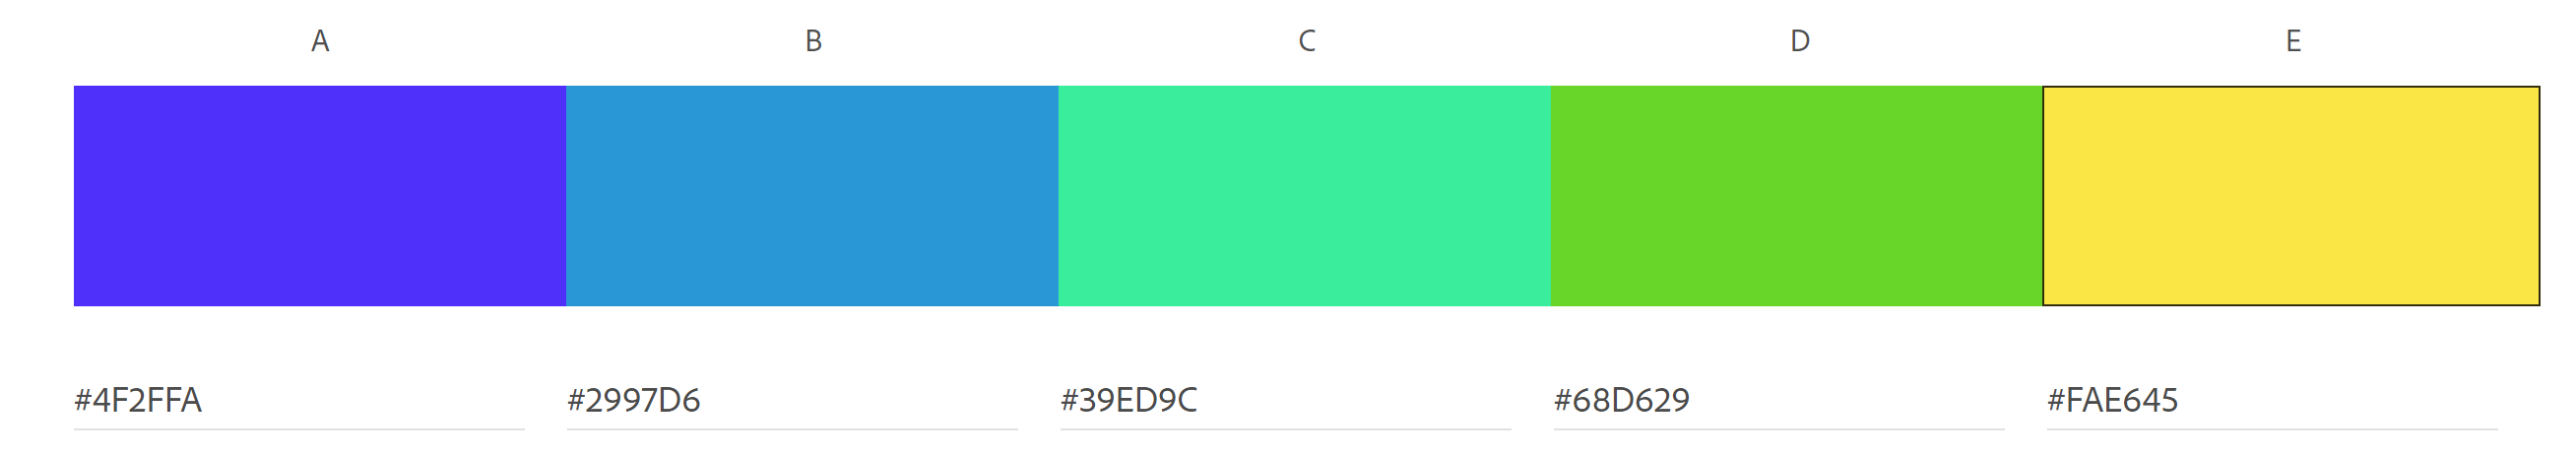 A B C D E
#4F2FFA #2997D6 #39ED9C #68D629 #FAE645